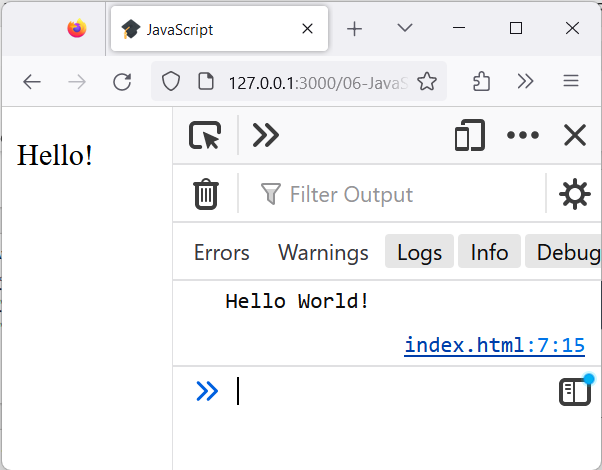 JavaScript
127.0.0.1:3000/06-JavaS
Hello!
Filter Output
Errors Warnings Logs Info Debug
Hello World!
index.html:7:15